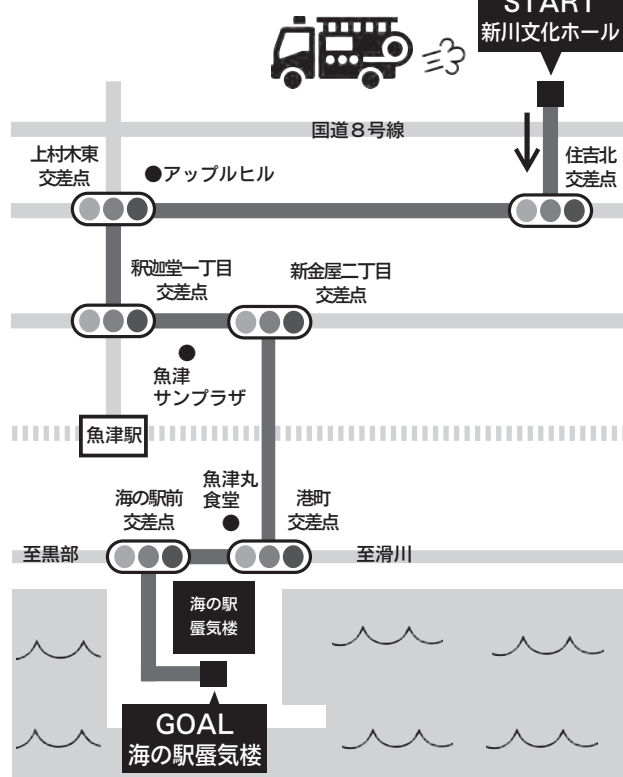 START
新川文化ホール
国道8号線
上村木東
交差点
●アップルヒル
住吉北
交差点
釈迦堂一丁目
交差点
新金屋二丁目
交差点
魚津
サンプラザ
魚津駅
魚津丸
食堂
海の駅前
交差点
港町
交差点
至黒部
至滑川
海の駅
蜃気楼
GOAL
海の駅蜃気楼